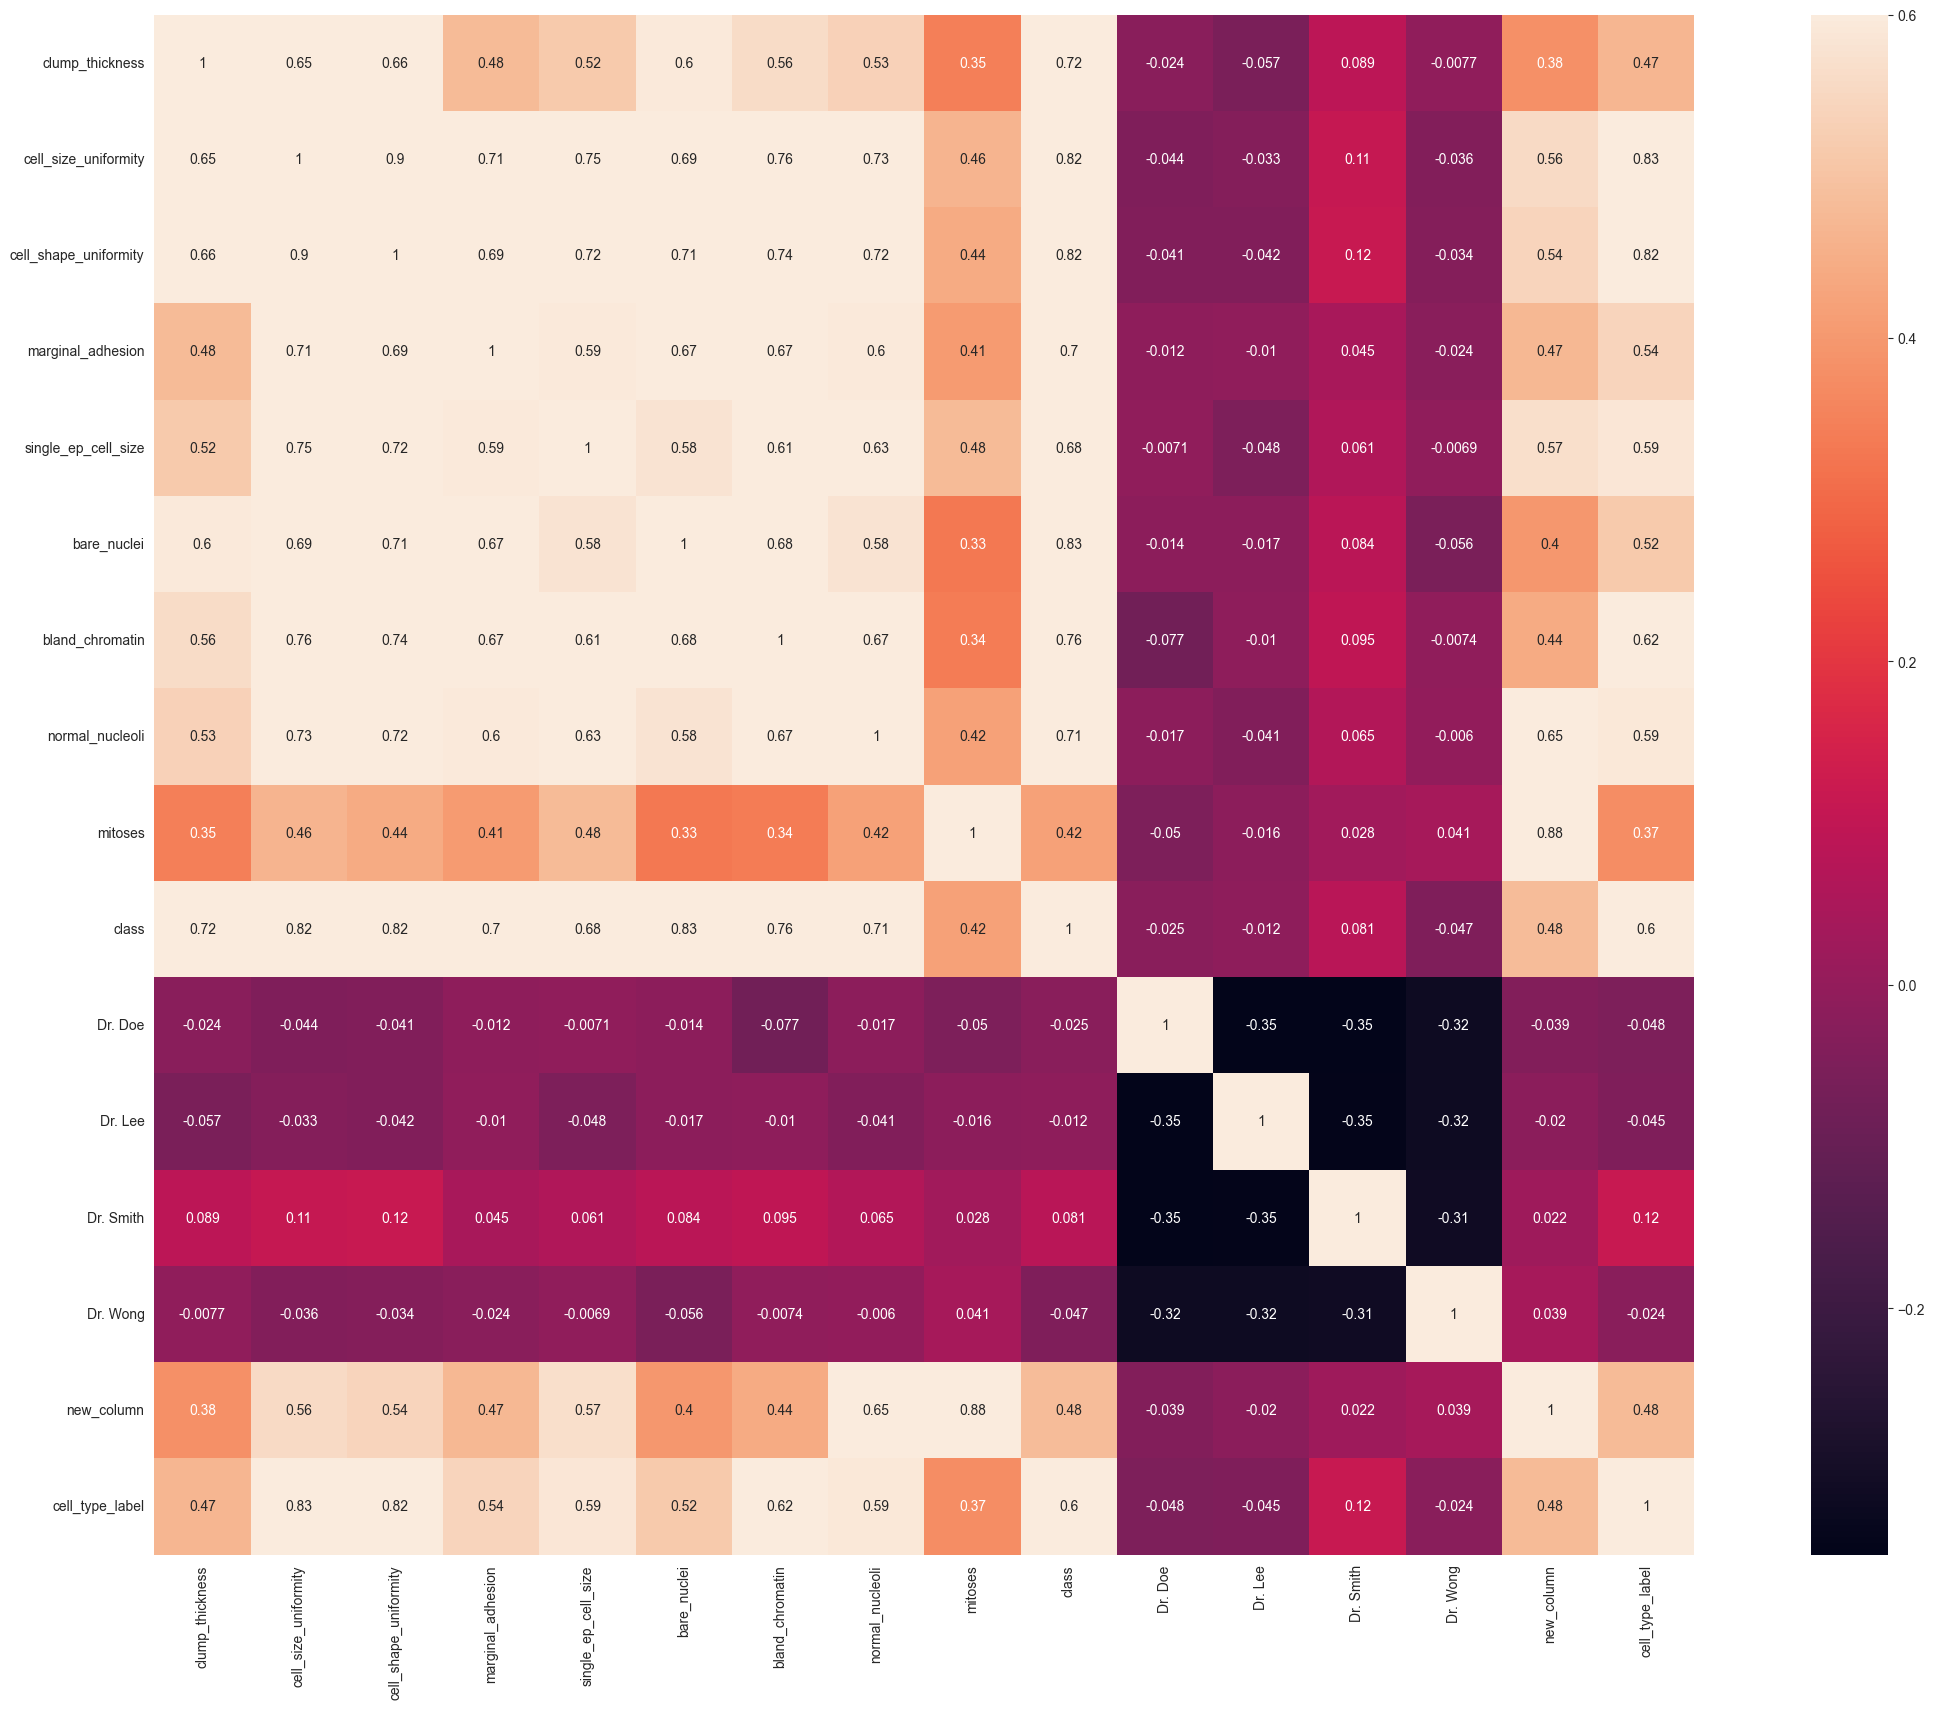 clump_thickness 1 0.65 0.66 0.48 0.52 0.6 0.56 0.53 0.35 0.72 -0.024 -0.057 0.089 -0.0077 0.38 0.47
cell_size_uniformity 0.65 1 0.9 0.71 0.75 0.69 0.76 0.73 0.46 0.82 -0.044 -0.033 0.11 -0.036 0.56 0.83
cell_shape_uniformity 0.66 0.9 1 0.69 0.72 0.71 0.74 0.72 0.44 0.82 -0.041 -0.042 0.12 -0.034 0.54 0.82
marginal_adhesion 0.48 0.71 0.69 1 0.59 0.67 0.67 0.6 0.41 0.7 -0.012 -0.01 0.045 -0.024 0.47 0.54
single_ep_cell_size 0.52 0.75 0.72 0.59 1 0.58 0.61 0.63 0.48 0.68 -0.0071 -0.048 0.061 -0.0069 0.57 0.59
bare_nuclei 0.6 0.69 0.71 0.67 0.58 1 0.68 0.58 0.33 0.83 -0.014 -0.017 0.084 -0.056 0.4 0.52
bland_chromatin 0.56 0.76 0.74 0.67 0.61 0.68 1 0.67 0.34 0.76 -0.077 -0.01 0.095 -0.0074 0.44 0.62
normal_nucleoli 0.53 0.73 0.72 0.6 0.63 0.58 0.67 1 0.42 0.71 -0.017 -0.041 0.065 -0.006 0.65 0.59
mitoses 0.35 0.46 0.44 0.41 0.48 0.33 0.34 0.42 1 0.42 -0.05 -0.016 0.028 0.041 0.88 0.37
class 0.72 0.82 0.82 0.7 0.68 0.83 0.76 0.71 0.42 1 -0.025 -0.012 0.081 -0.047 0.48 0.6
Dr. Doe -0.024 -0.044 -0.041 -0.012 -0.0071 -0.014 -0.077 -0.017 -0.05 -0.025 1 -0.35 -0.35 -0.32 -0.039 -0.048
Dr. Lee -0.057 -0.033 -0.042 -0.01 -0.048 -0.017 -0.01 -0.041 -0.016 -0.012 -0.35 1 -0.35 -0.32 -0.02 -0.045
Dr. Smith 0.089 0.11 0.12 0.045 0.061 0.084 0.095 0.065 0.028 0.081 -0.35 -0.35 1 -0.31 0.022 0.12
Dr. Wong -0.0077 -0.036 -0.034 -0.024 -0.0069 -0.056 -0.0074 -0.006 0.041 -0.047 -0.32 -0.32 -0.31 1 0.039 -0.024
new_column 0.38 0.56 0.54 0.47 0.57 0.4 0.44 0.65 0.88 0.48 -0.039 -0.02 0.022 0.039 1 0.48
cell_type_label 0.47 0.83 0.82 0.54 0.59 0.52 0.62 0.59 0.37 0.6 -0.048 -0.045 0.12 -0.024 0.48 1
clump_thickness
cell_size_uniformity
cell_shape_uniformity
marginal_adhesion
single_ep_cell_size
bare_nuclei
bland_chromatin
normal_nucleoli
mitoses
class
Dr. Doe
Dr. Lee
Dr. Smith
Dr. Wong
new_column
cell_type_label
0.6
0.4
0.2
0.0
−0.2